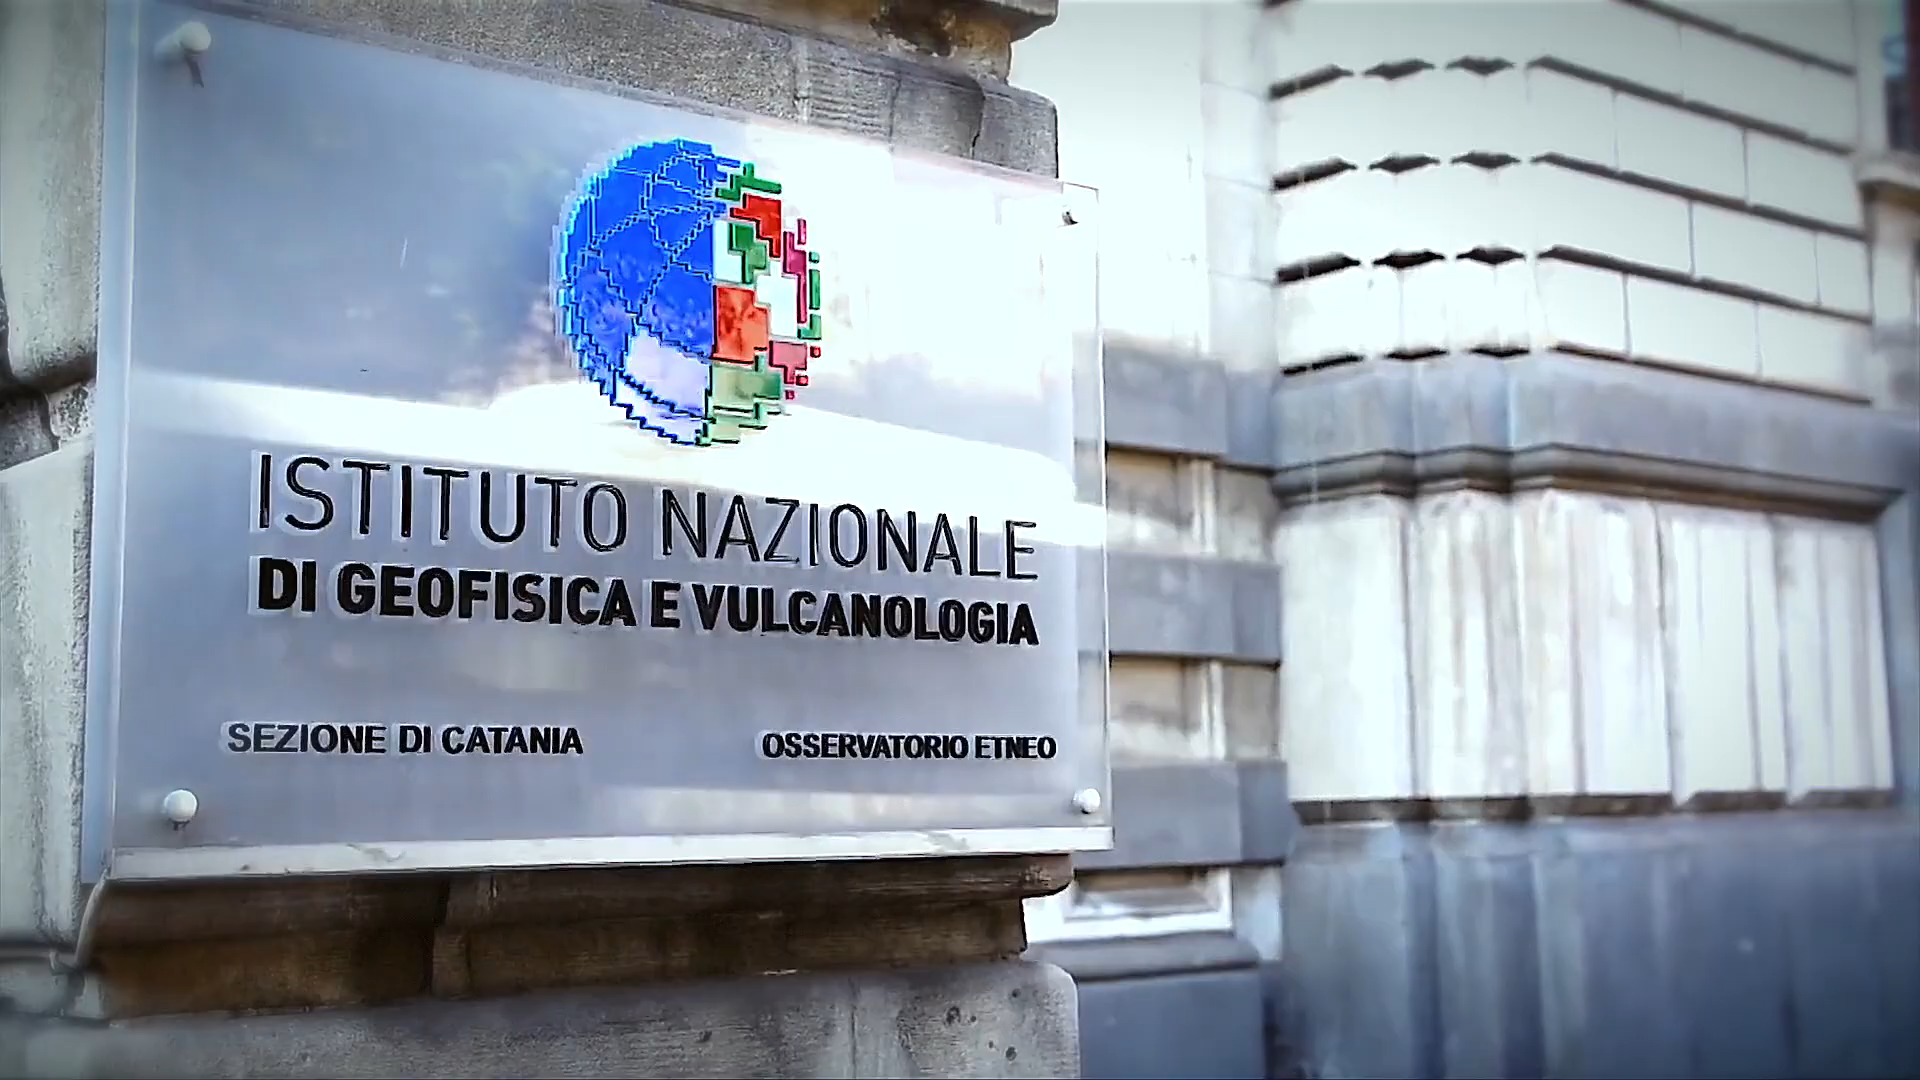 ISTITUTO NAZIONALE
DI GEOFISICA E VULCANOLOGIA
SEZIONE DI CATANIA OSSERVATORIO ETNEO